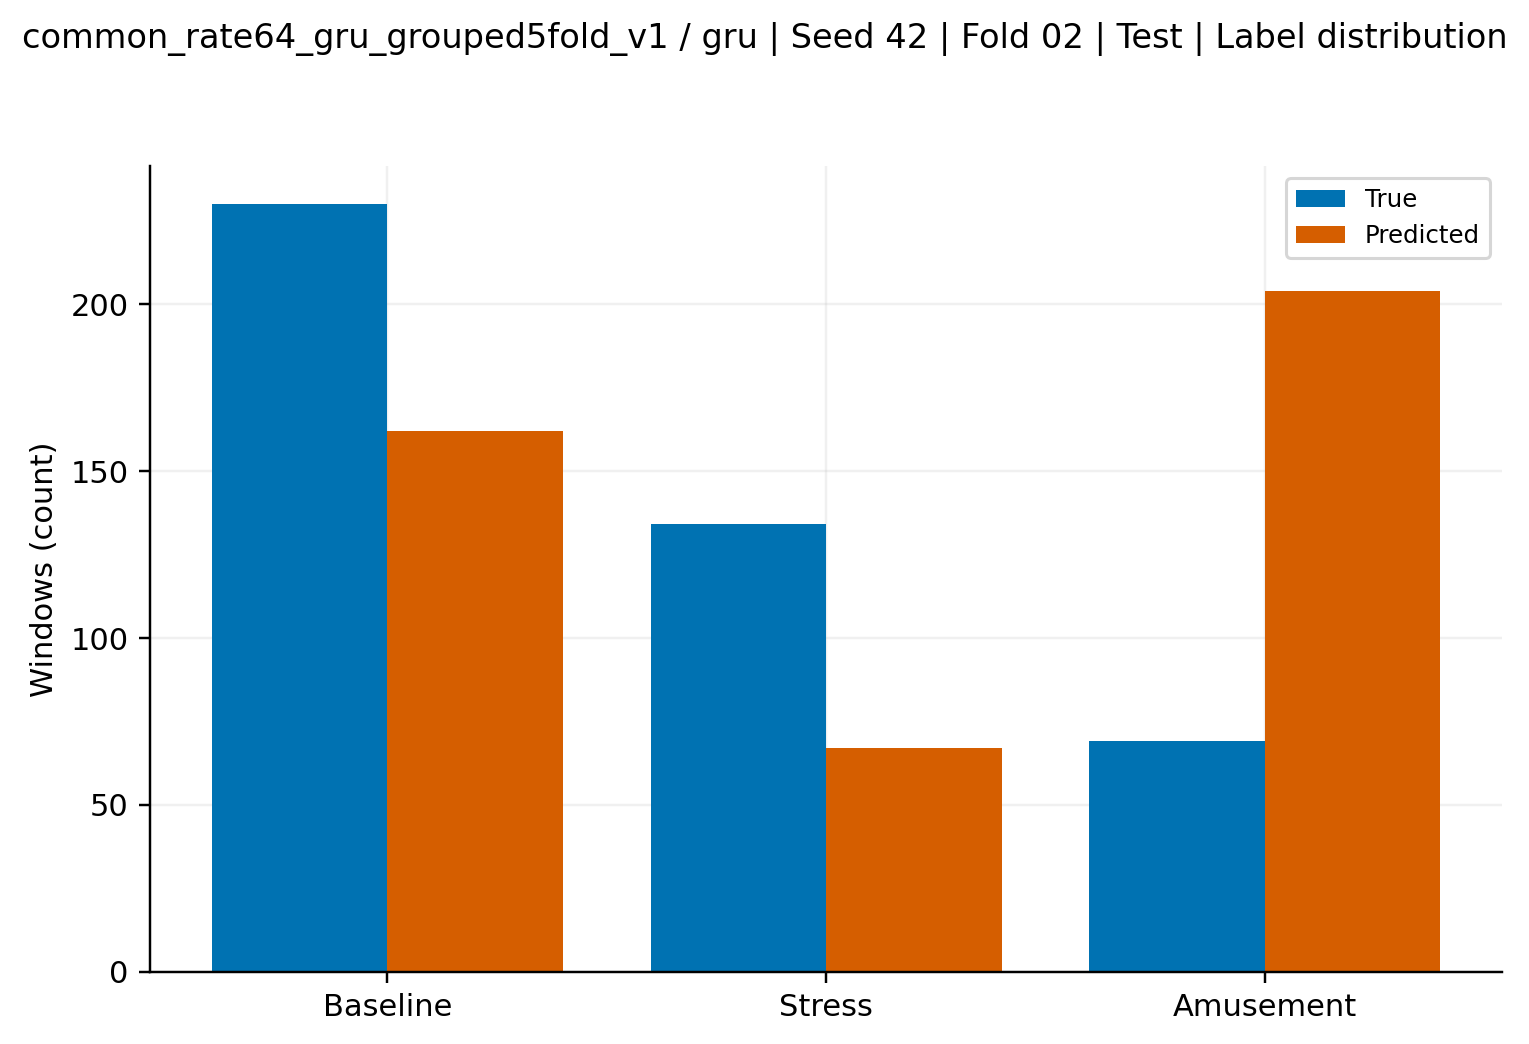 common_rate64_gru_grouped5fold_v1 / gru | Seed 42 | Fold 02 | Test | Label distribution
True
Predicted
Windows (count)
200
150
100
50
0
Baseline
Stress
Amusement